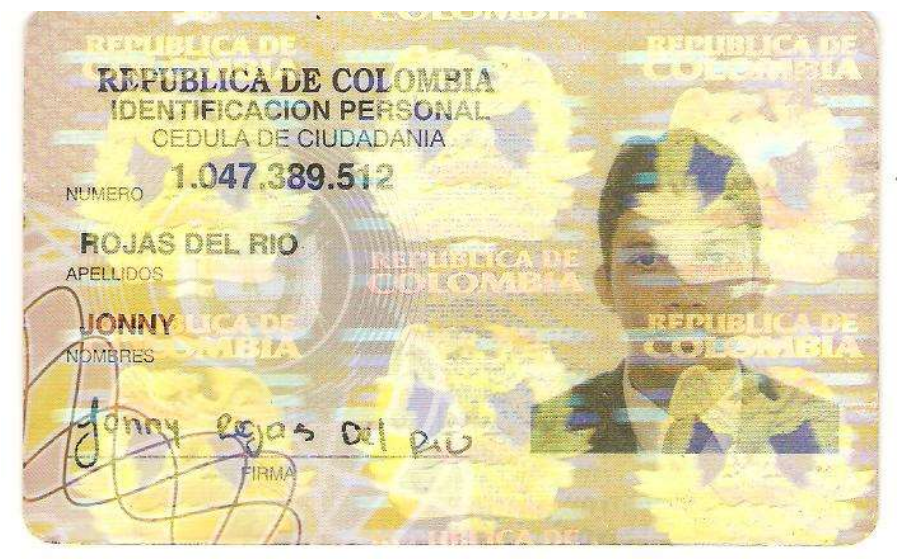 REPUBLICA DE COLOMBIA
IDENTIFICACION PERSONAL
CEDULA DE CIUDADANIA
NUMERO 1.047.389.512
ROJAS DEL RIO
APELLIDOS
JONNY
NOMBRES
Jonny Rojas Del Rio
FIRMA
COLOMBIA
REPUBLICA DE
COLOMBIA
REPUBLICA DE
COLOMBIA
REPUBLICA DE
COLOMBIA
REPUBLICA DE
COLOMBIA
REPUBLICA DE